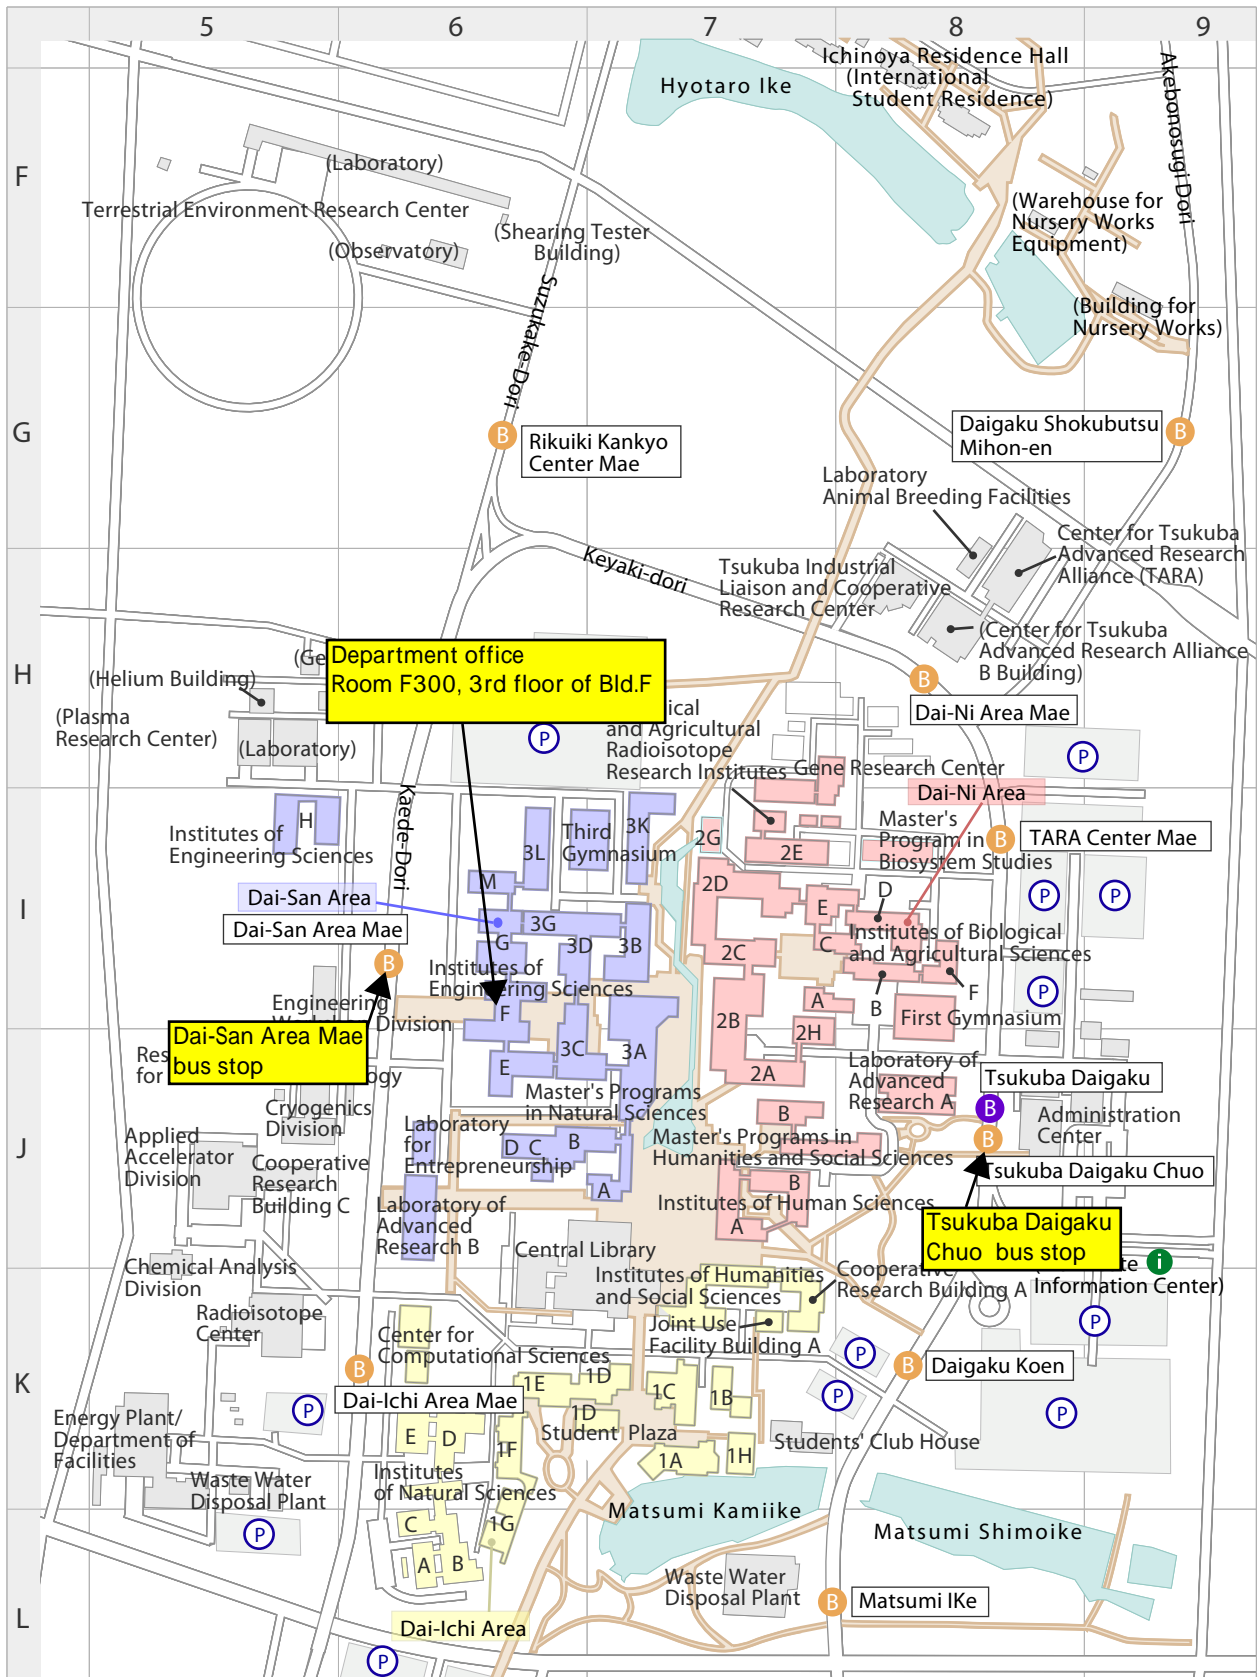 5
6
7
8
9
F
G
H
I
J
K
L
Ichinoya Residence Hall
(International
Student Residence)
Hyotaro Ike
Akebonosugi Dori
(Laboratory)
Terrestrial Environment Research Center
(Observatory)
(Shearing Tester
Building)
(Warehouse for
Nursery Works
Equipment)
(Building for
Nursery Works)
Suzukake-Dori
B
Rikuiki Kankyo
Center Mae
Daigaku Shokubutsu
Mihon-en
B
Laboratory
Animal Breeding Facilities
Keyaki-dori
Center for Tsukuba
Advanced Research
Alliance (TARA)
Tsukuba Industrial
Liaison and Cooperative
Research Center
(Center for Tsukuba
Advanced Research Alliance
B Building)
(Ge
Department office
Room F300, 3rd floor of Bld.F
(Helium Building)
(Plasma
Research Center)
(Laboratory)
B
Dai-Ni Area Mae
P
ical
and Agricultural
Radioisotope
Research Institutes
Gene Research Center
P
Dai-Ni Area
Kaede-Dori
H
Institutes of
Engineering Sciences
3L
Third
Gymnasium
3K
2G
2E
Master's
Program in
Biosystem Studies
B
TARA Center Mae
M
2D
D
E
P
P
Dai-San Area
Dai-San Area Mae
3G
G
3D
3B
2C
C
Institutes of Biological
and Agricultural Sciences
B
Institutes of
Engineering Sciences
F
B
P
Engineering
Division
F
A
2B
2H
First Gymnasium
Dai-San Area Mae
bus stop
Res
for
ogy
3C
3A
E
2A
Laboratory of
Advanced
Research A
Tsukuba Daigaku
B
Master's Programs
in Natural Sciences
Cryogenics
Division
B
Administration
Center
Laboratory
for
Entrepreneurship
D
C
B
Master's Programs in
Humanities and Social Sciences
B
Tsukuba Daigaku Chuo
Applied
Accelerator
Division
Cooperative
Research
Building C
A
B
Institutes of Human Sciences
A
Laboratory of
Advanced
Research B
Tsukuba Daigaku
Chuo bus stop
Central Library
Chemical Analysis
Division
Institutes of Humanities
and Social Sciences
Cooperative
Research Building A
te
Information Center)
i
Radioisotope
Center
Joint Use
Facility Building A
P
P
Center for
Computational Sciences
B
Dai-Ichi Area Mae
1E
1D
1C
1B
P
B
Daigaku Koen
P
P
Energy Plant/
Department of
Facilities
1D
Student Plaza
E
D
1F
1A
1H
Students' Club House
Waste Water
Disposal Plant
Institutes
of Natural Sciences
P
C
1G
Matsumi Kamiike
Matsumi Shimoike
A
B
Waste Water
Disposal Plant
B
Matsumi IKe
Dai-Ichi Area
P